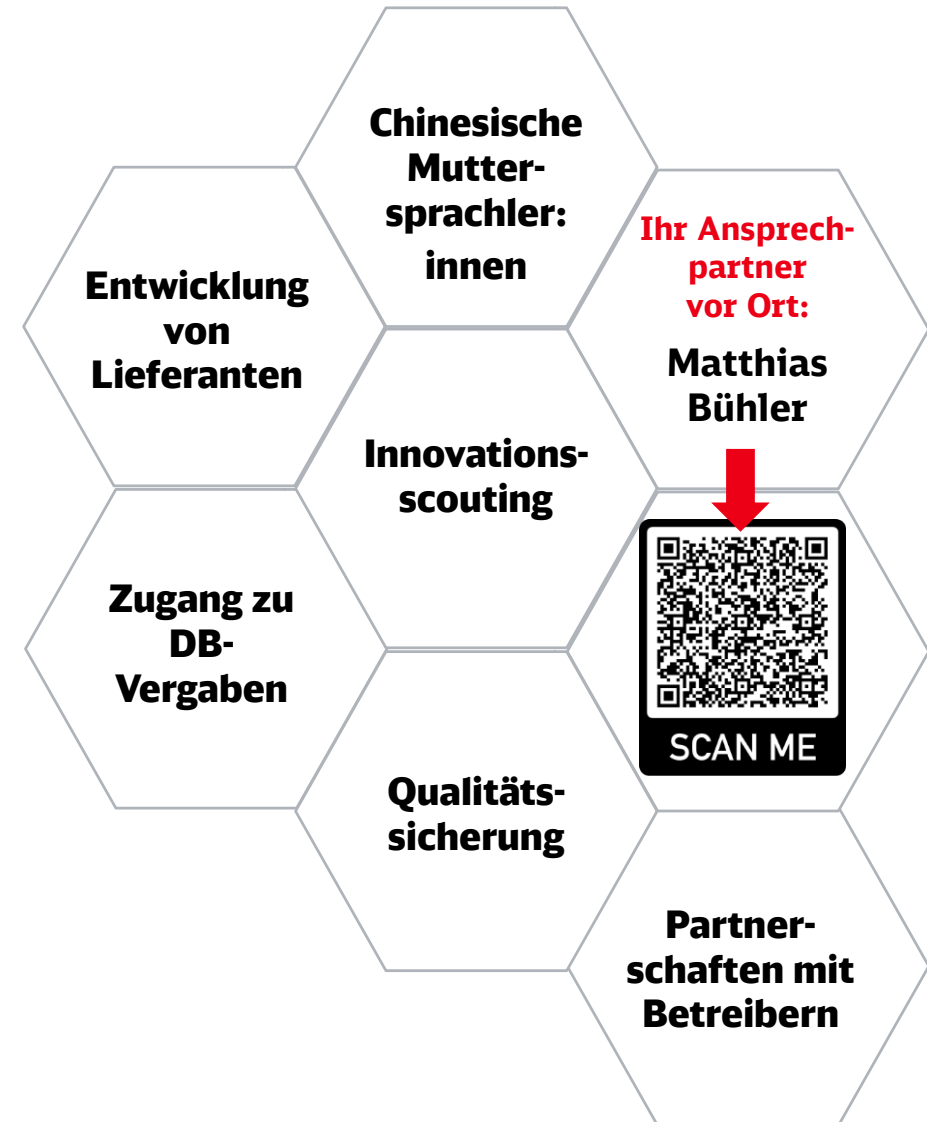 Chinesische
Mutter-
sprachler:
innen
Entwicklung
von
Lieferanten
Ihr Ansprech-
partner
vor Ort:
Matthias
Bühler
Innovations-
scouting
Zugang zu
DB-
Vergaben
SCAN ME
Qualitäts-
sicherung
Partner-
schaften mit
Betreibern